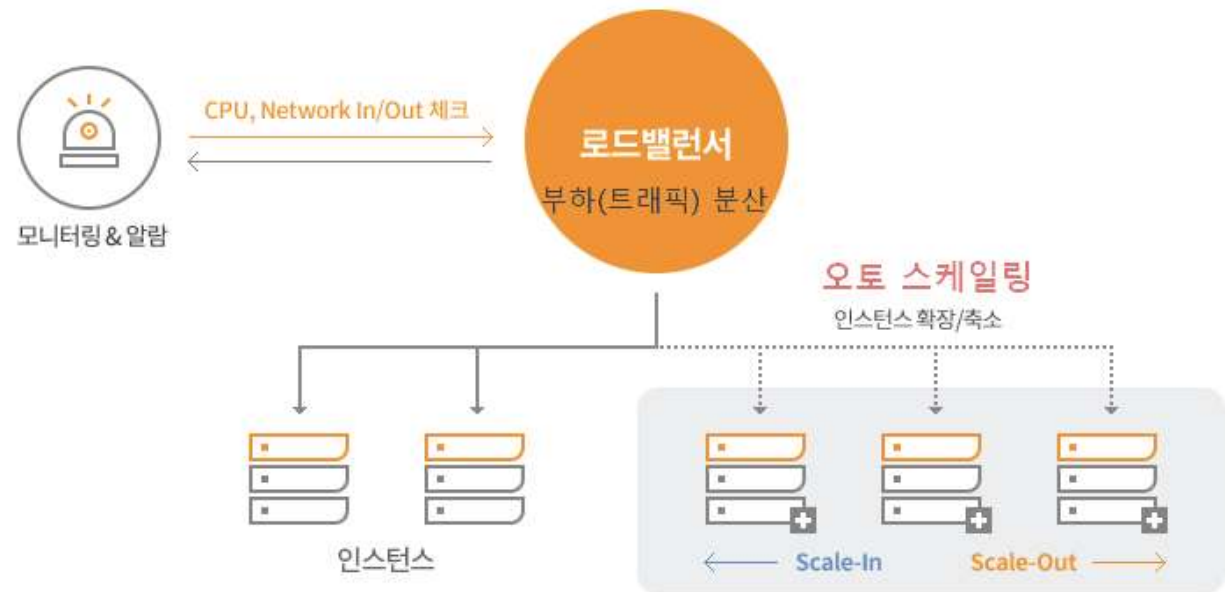 CPU, Network In/Out 체크
로드밸런서
부하(트래픽) 분산
모니터링 & 알람
오토 스케일링
인스턴스 확장/축소
인스턴스
Scale-In
Scale-Out